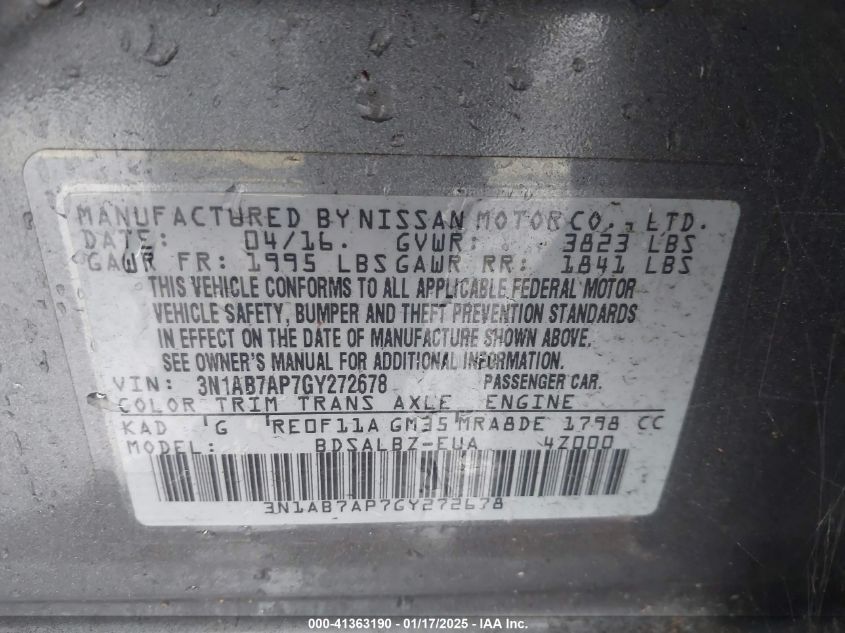 MANUFACTURED BY NISSAN MOTOR CO., LTD.
DATE: 04/16. GVWR: 3823 LBS
GAWR FR: 1995 LBS GAWR RR: 1841 LBS
THIS VEHICLE CONFORMS TO ALL APPLICABLE FEDERAL MOTOR
VEHICLE SAFETY, BUMPER AND THEFT PREVENTION STANDARDS
IN EFFECT ON THE DATE OF MANUFACTURE SHOWN ABOVE.
SEE OWNER'S MANUAL FOR ADDITIONAL INFORMATION.
VIN: 3N1AB7AP7GY272678 PASSENGER CAR.
COLOR TRIM TRANS AXLE ENGINE
KAD G RE0F11A GM35 MRA8DE 1798 CC
MODEL: BDSALBZ-EUA 4Z000
3N1AB7AP7GY272678
000-41363190 - 01/17/2025 - IAA Inc.